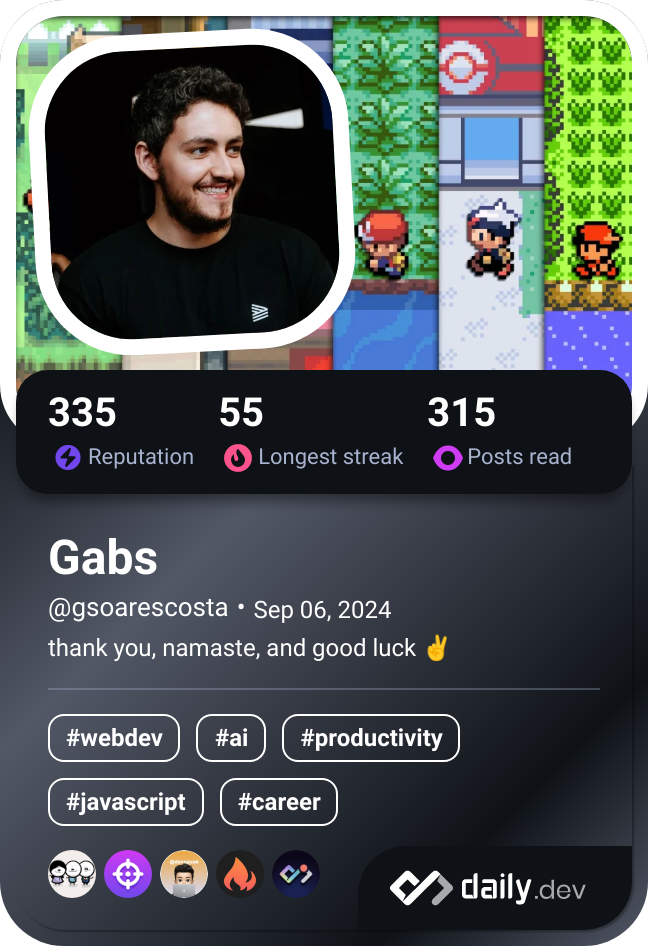 335 55 315
Reputation Longest streak Posts read
Gabs
@gsoarescosta • Sep 06, 2024
thank you, namaste, and good luck ✌️
#webdev #ai #productivity
#javascript #career
daily.dev